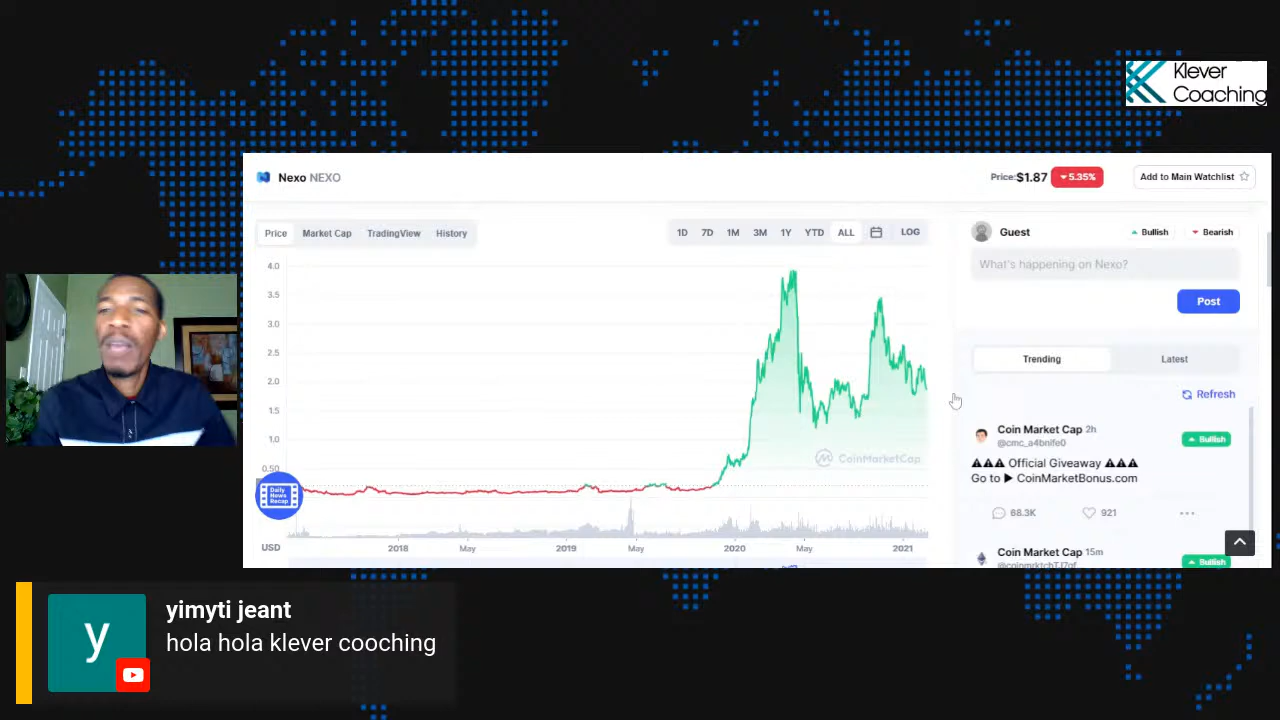 Klever
Coaching
Nexo NEXO
Price:$1.87 5.35%
Add to Main Watchlist
Price Market Cap TradingView History
1D 7D 1M 3M 1Y YTD ALL LOG
Guest
Bullish Bearish
What's happening on Nexo?
Post
Trending Latest
Refresh
Coin Market Cap 2h
@cmc_a4bnife0
Bullish
Official Giveaway
Go to ▶ CoinMarketBonus.com
68.3K 921
Coin Market Cap 15m
Bullish
4.0
3.5
3.0
2.5
2.0
1.5
1.0
0.50
CoinMarketCap
Daily
News
Recap
USD
2018 May 2019 May 2020 May 2021
yimyti jeant
y
hola hola klever cooching